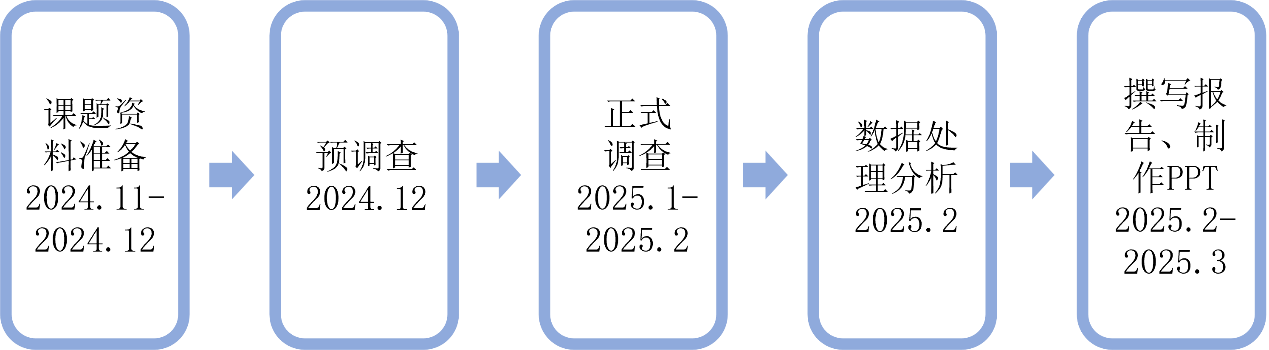 课题资
料准备
2024.11-
2024.12
预调查
2024.12
正式
调查
2025.1-
2025.2
数据处
理分析
2025.2
撰写报
告、制
作PPT
2025.2-
2025.3